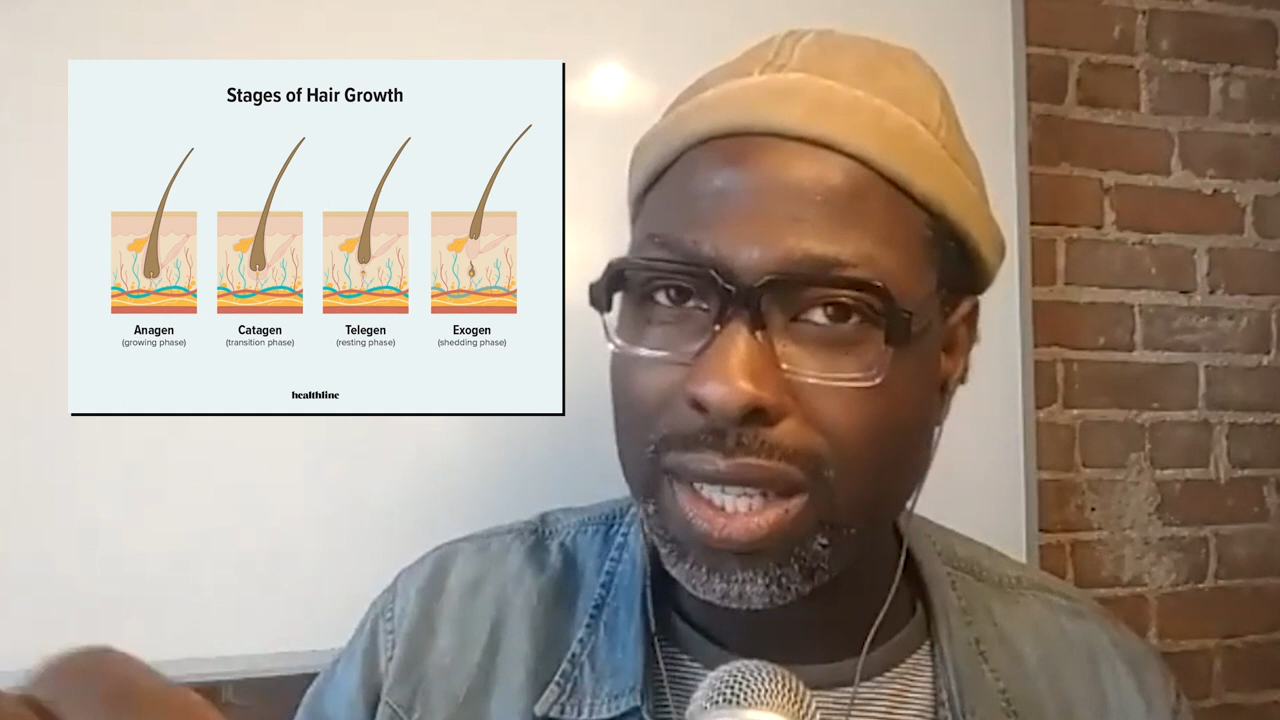 Stages of Hair Growth
Anagen
(growing phase)
Catagen
(transition phase)
Telegen
(resting phase)
Exogen
(shedding phase)
healthline